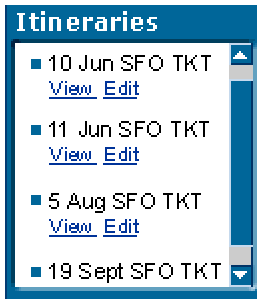 Itineraries
10 Jun SFO TKT
View Edit
11 Jun SFO TKT
View Edit
5 Aug SFO TKT
View Edit
19 Sept SFO TKT